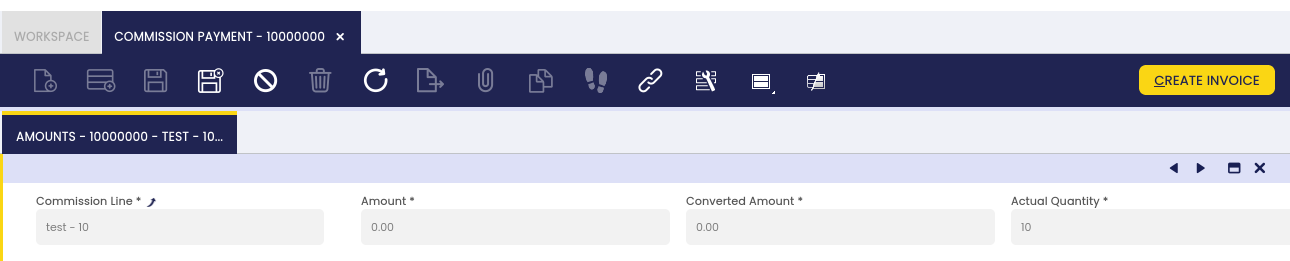 WORKSPACE
COMMISSION PAYMENT - 10000000
CREATE INVOICE
AMOUNTS - 10000000 - TEST - 10...
Commission Line * Amount * Converted Amount * Actual Quantity *
test - 10 0.00 0.00 10